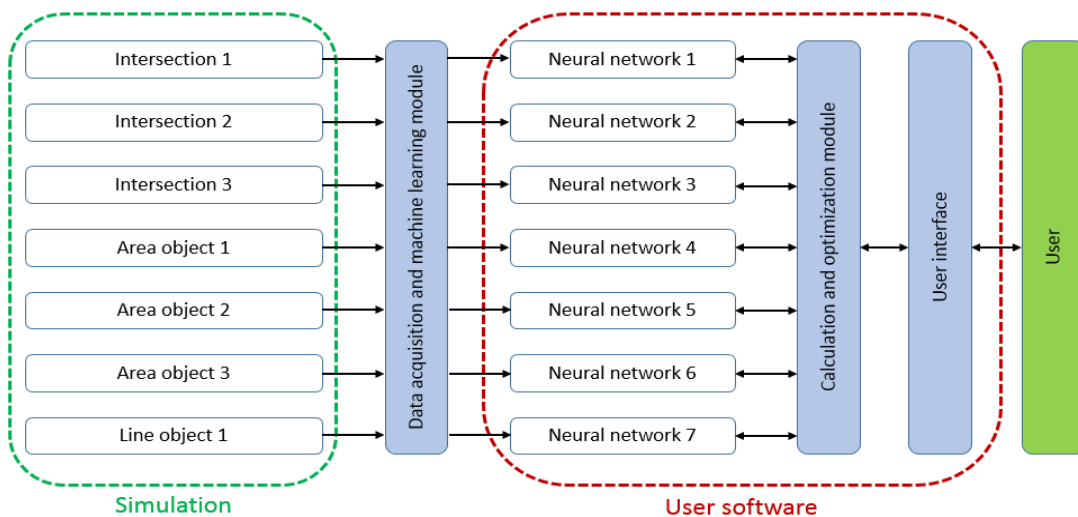 Intersection 1
Intersection 2
Intersection 3
Area object 1
Area object 2
Area object 3
Line object 1
Simulation
Data acquisition and machine learning module
Neural network 1
Neural network 2
Neural network 3
Neural network 4
Neural network 5
Neural network 6
Neural network 7
Calculation and optimization module
User interface
User software
User